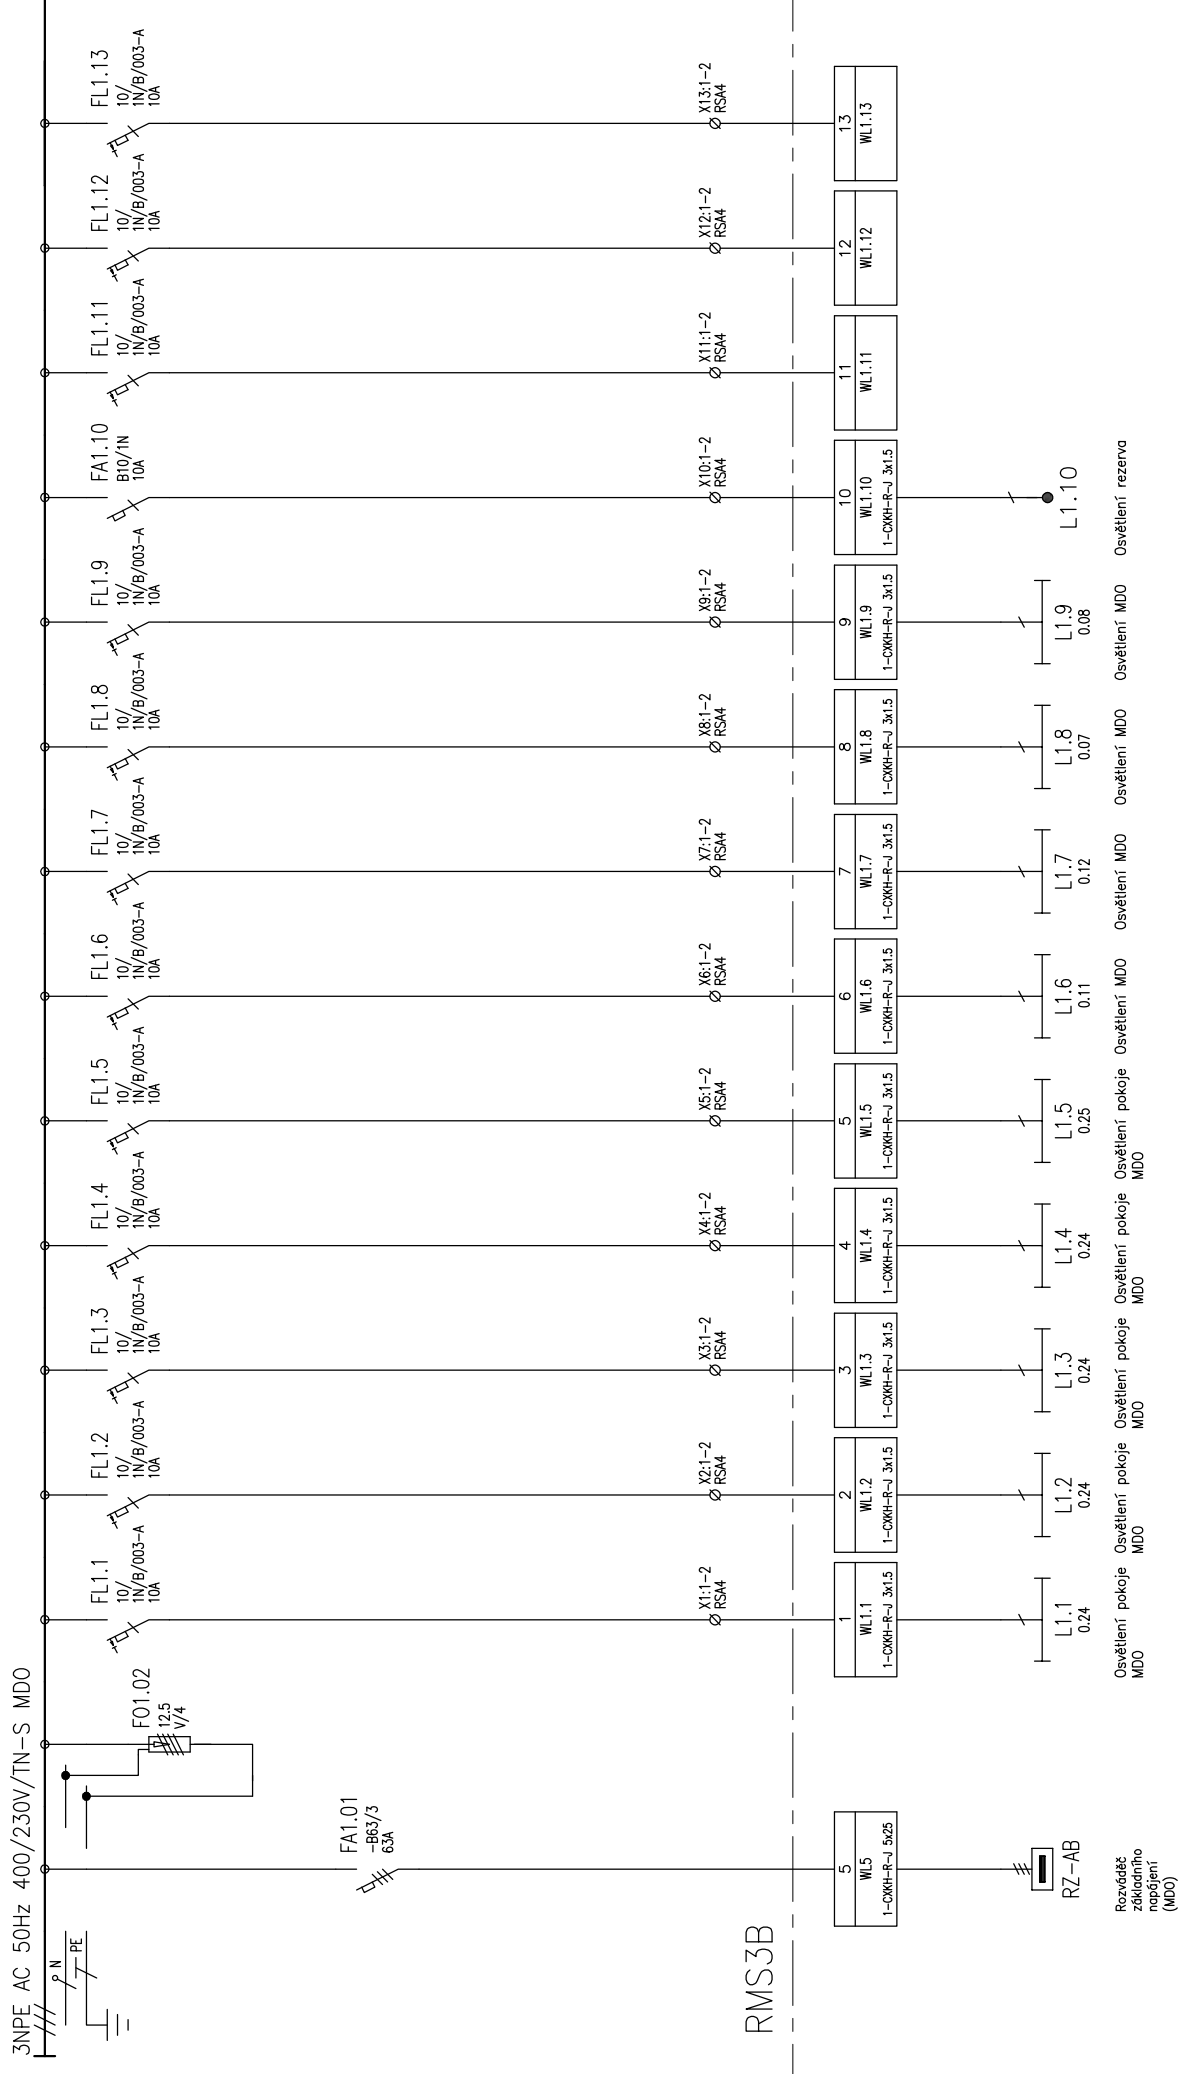 3NPE AC 50Hz 400/230V/TN-S MDO
N
PE
RMS3B
FA1.01
-B63/3
63A
5
WL5
1-CXKH-R-J 5x25
RZ-AB
Rozváděč
základního
napájení
(MDO)
FO1.02
12.5
V/4
FL1.1
10/
1N/B/003-A
10A
X1:1-2
RSA4
1
WL1.1
1-CXKH-R-J 3x1.5
L1.1
0.24
Osvětlení pokoje
MDO
FL1.2
10/
1N/B/003-A
10A
X2:1-2
RSA4
2
WL1.2
1-CXKH-R-J 3x1.5
L1.2
0.24
Osvětlení pokoje
MDO
FL1.3
10/
1N/B/003-A
10A
X3:1-2
RSA4
3
WL1.3
1-CXKH-R-J 3x1.5
L1.3
0.24
Osvětlení pokoje
MDO
FL1.4
10/
1N/B/003-A
10A
X4:1-2
RSA4
4
WL1.4
1-CXKH-R-J 3x1.5
L1.4
0.24
Osvětlení pokoje
MDO
FL1.5
10/
1N/B/003-A
10A
X5:1-2
RSA4
5
WL1.5
1-CXKH-R-J 3x1.5
L1.5
0.25
Osvětlení pokoje
MDO
FL1.6
10/
1N/B/003-A
10A
X6:1-2
RSA4
6
WL1.6
1-CXKH-R-J 3x1.5
L1.6
0.11
Osvětlení MDO
FL1.7
10/
1N/B/003-A
10A
X7:1-2
RSA4
7
WL1.7
1-CXKH-R-J 3x1.5
L1.7
0.12
Osvětlení MDO
FL1.8
10/
1N/B/003-A
10A
X8:1-2
RSA4
8
WL1.8
1-CXKH-R-J 3x1.5
L1.8
0.07
Osvětlení MDO
FL1.9
10/
1N/B/003-A
10A
X9:1-2
RSA4
9
WL1.9
1-CXKH-R-J 3x1.5
L1.9
0.08
Osvětlení MDO
FA1.10
B10/1N
10A
X10:1-2
RSA4
10
WL1.10
1-CXKH-R-J 3x1.5
L1.10
Osvětlení rezerva
FL1.11
10/
1N/B/003-A
10A
X11:1-2
RSA4
11
WL1.11
FL1.12
10/
1N/B/003-A
10A
X12:1-2
RSA4
12
WL1.12
FL1.13
10/
1N/B/003-A
10A
X13:1-2
RSA4
13
WL1.13